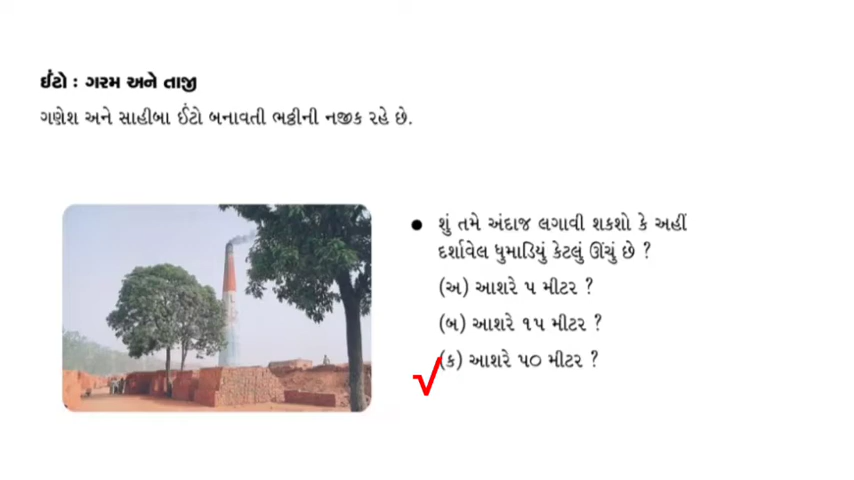 ઈંટો : ગરમ અને તાજી
ગણેશ અને સાહીબા ઈંટો બનાવતી ભઠ્ઠીની નજીક રહે છે.
શું તમે અંદાજ લગાવી શકશો કે અહીં
દર્શાવેલ ધુમાડિયું કેટલું ઊંચું છે ?
(અ) આશરે ૫ મીટર ?
(બ) આશરે ૧૫ મીટર ?
(ક) આશરે ૫૦ મીટર ?